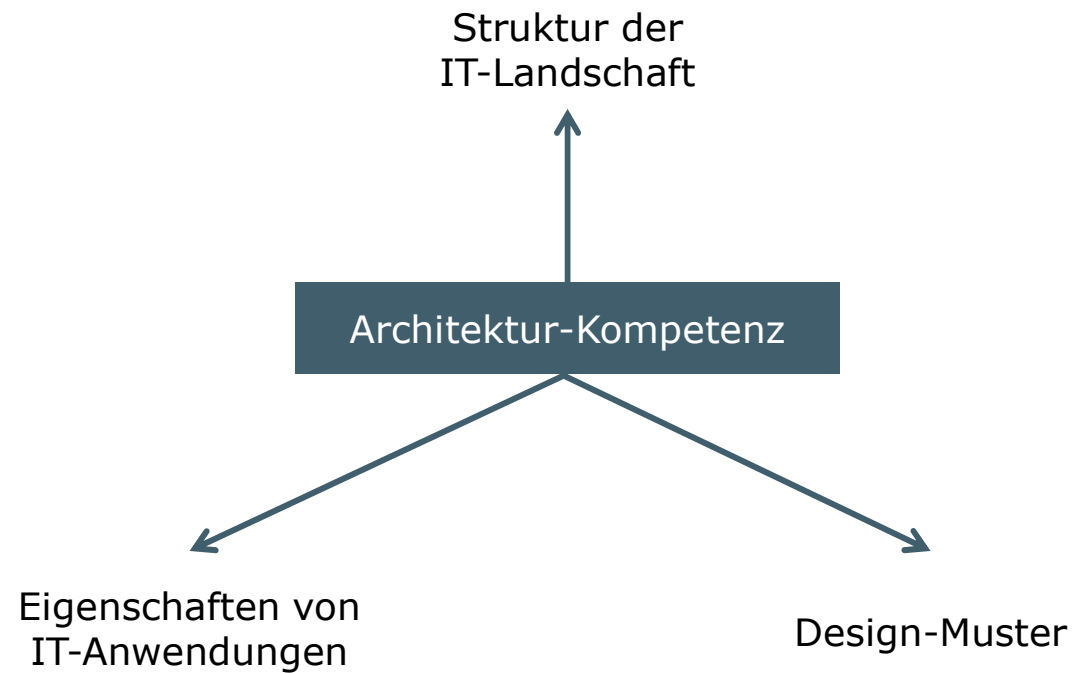 Struktur der
IT-Landschaft
Architektur-Kompetenz
Eigenschaften von
IT-Anwendungen
Design-Muster